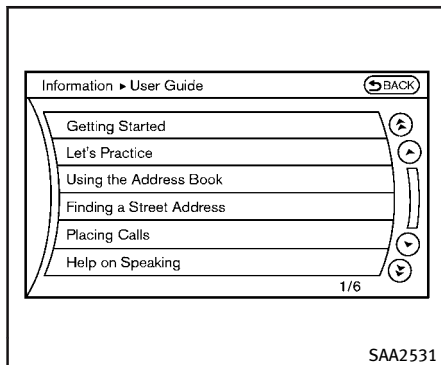 Information ▸ User Guide BACK
Getting Started
Let's Practice
Using the Address Book
Finding a Street Address
Placing Calls
Help on Speaking
1/6
SAA2531